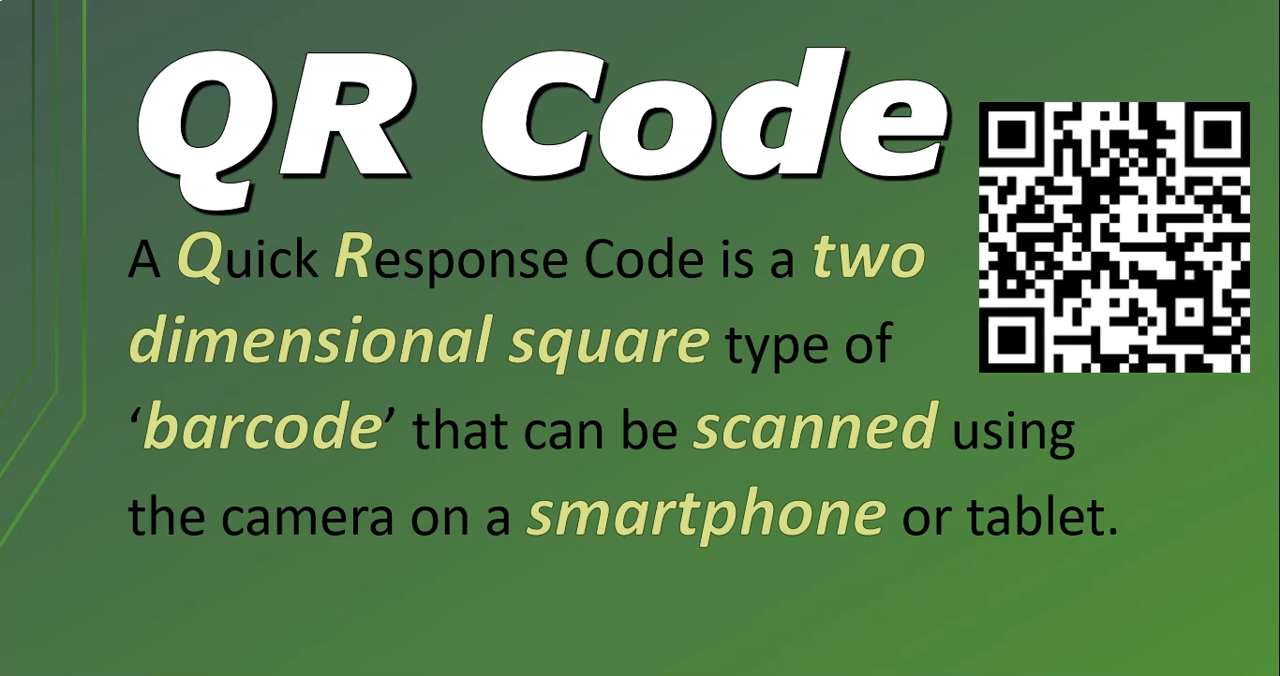 QR Code
A Quick Response Code is a two
dimensional square type of
‘barcode’ that can be scanned using
the camera on a smartphone or tablet.